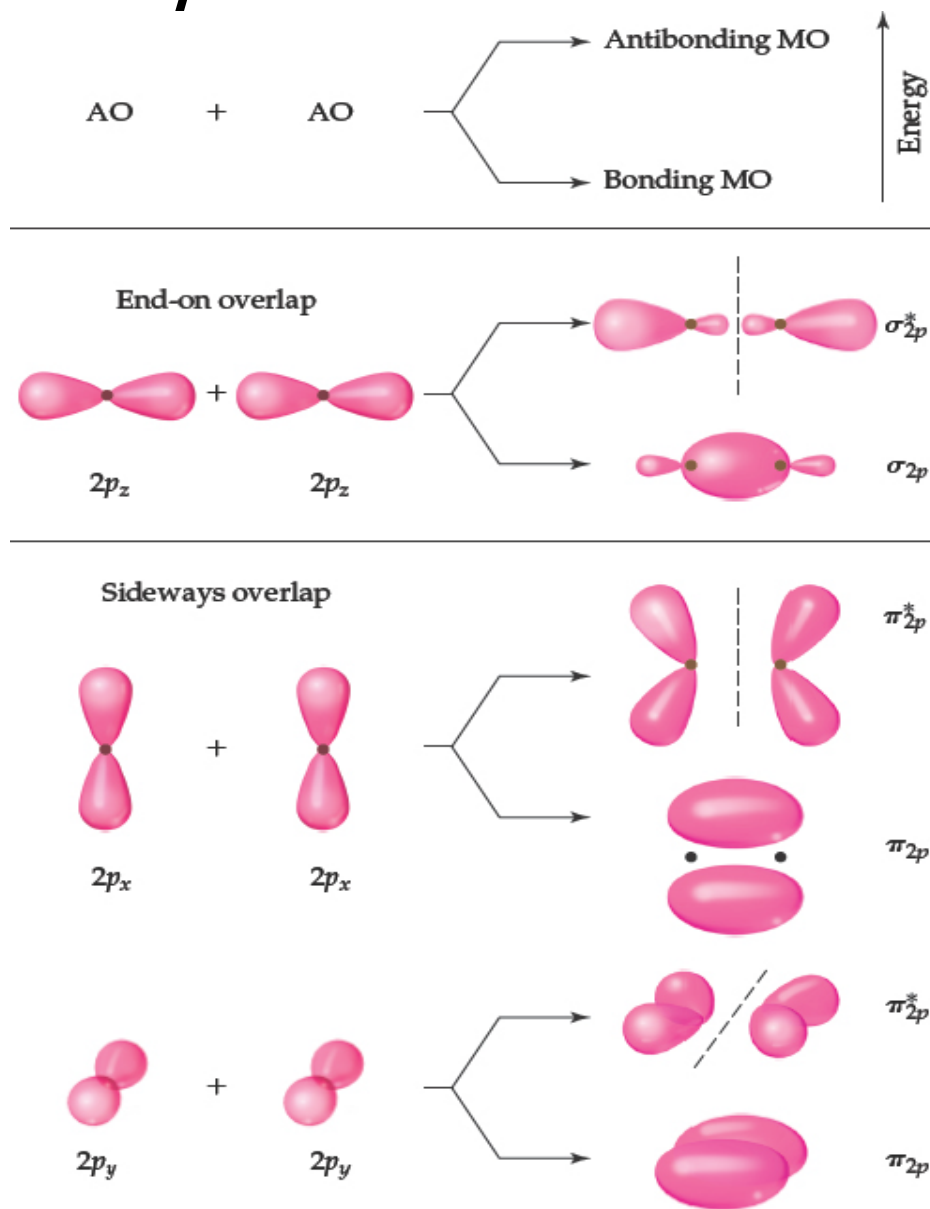 Antibonding MO
AO + AO
Bonding MO
Energy
End-on overlap
σ*2p
+
2pz 2pz
σ2p
Sideways overlap
π*2p
+
2px 2px
π2p
π*2p
+
2py 2py
π2p